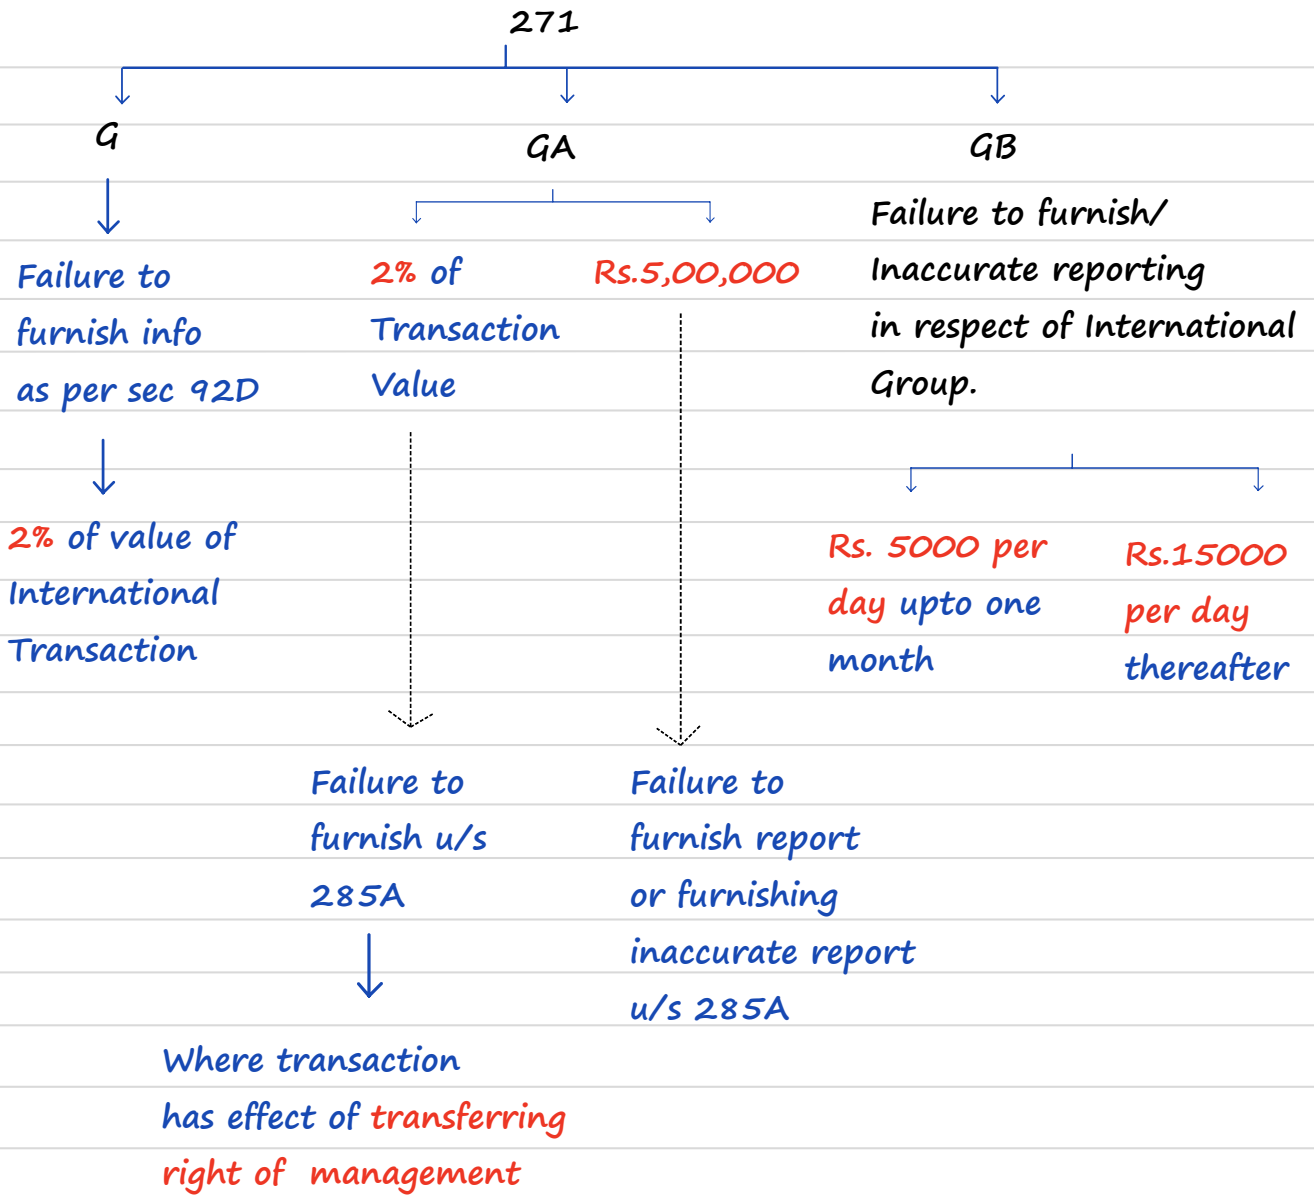 271
G
GA
GB
Failure to
furnish info
as per sec 92D
2% of value of
International
Transaction
2% of
Transaction
Value
Rs.5,00,000
Failure to
furnish u/s
285A
Where transaction
has effect of transferring
right of management
Failure to
furnish report
or furnishing
inaccurate report
u/s 285A
Failure to furnish/
Inaccurate reporting
in respect of International
Group.
Rs. 5000 per
day upto one
month
Rs.15000
per day
thereafter